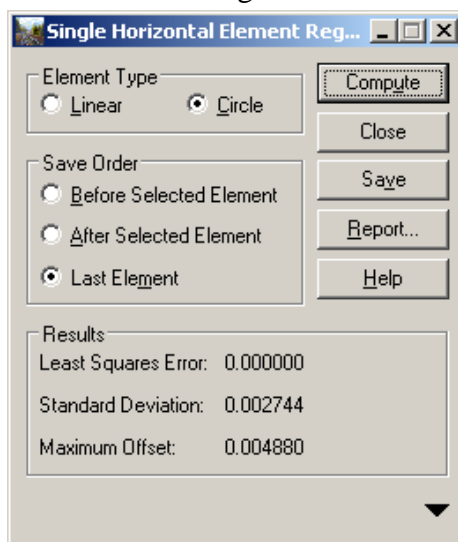 Single Horizontal Element Reg...
Element Type
Linear
Circle
Compute
Close
Save Order
Before Selected Element
After Selected Element
Last Element
Save
Report...
Help
Results
Least Squares Error: 0.000000
Standard Deviation: 0.002744
Maximum Offset: 0.004880